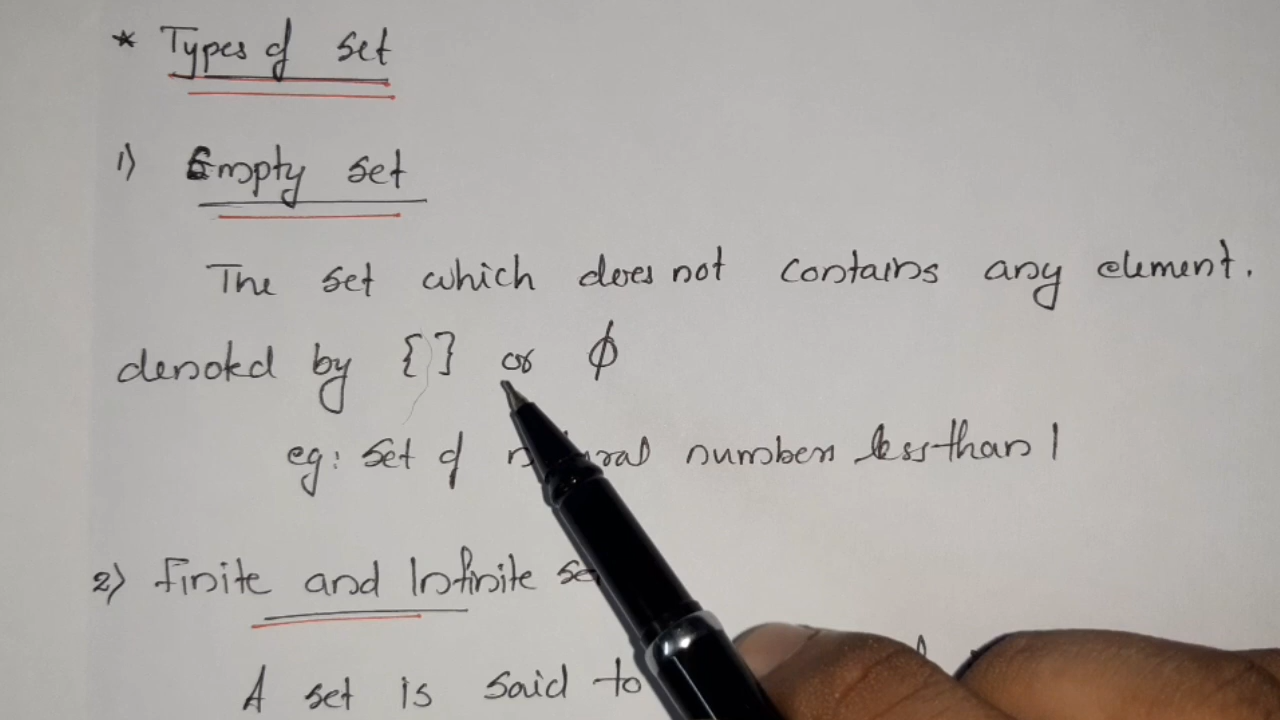 * Types of set
1) Empty set
The set which does not contains any element.
denoted by { } or ϕ
eg: set of natural numbers less than 1
2) Finite and Infinite
A set is said to